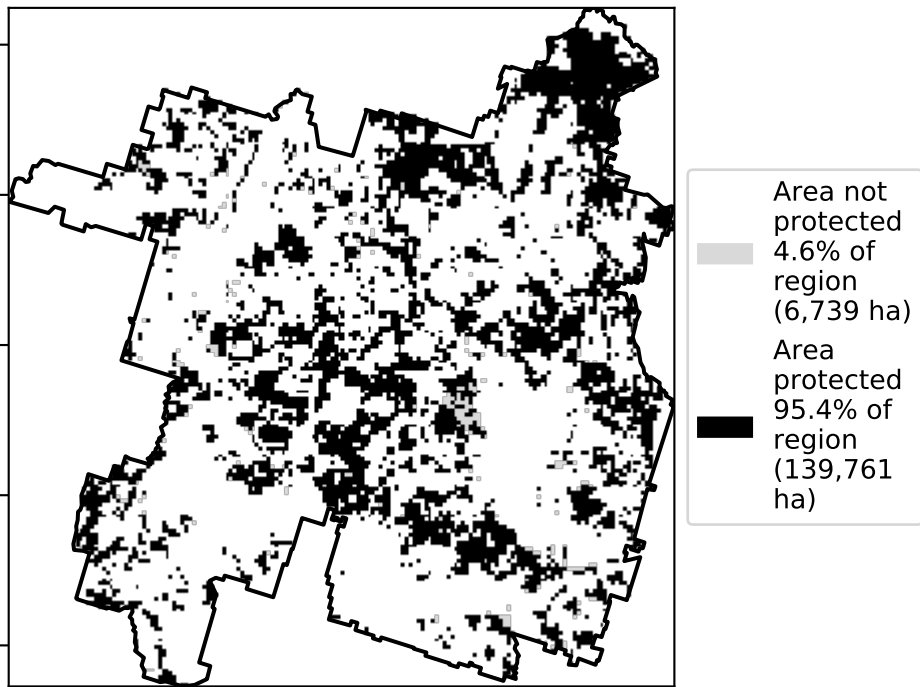 Area not
protected
4.6% of
region
(6,739 ha)
Area
protected
95.4% of
region
(139,761
ha)